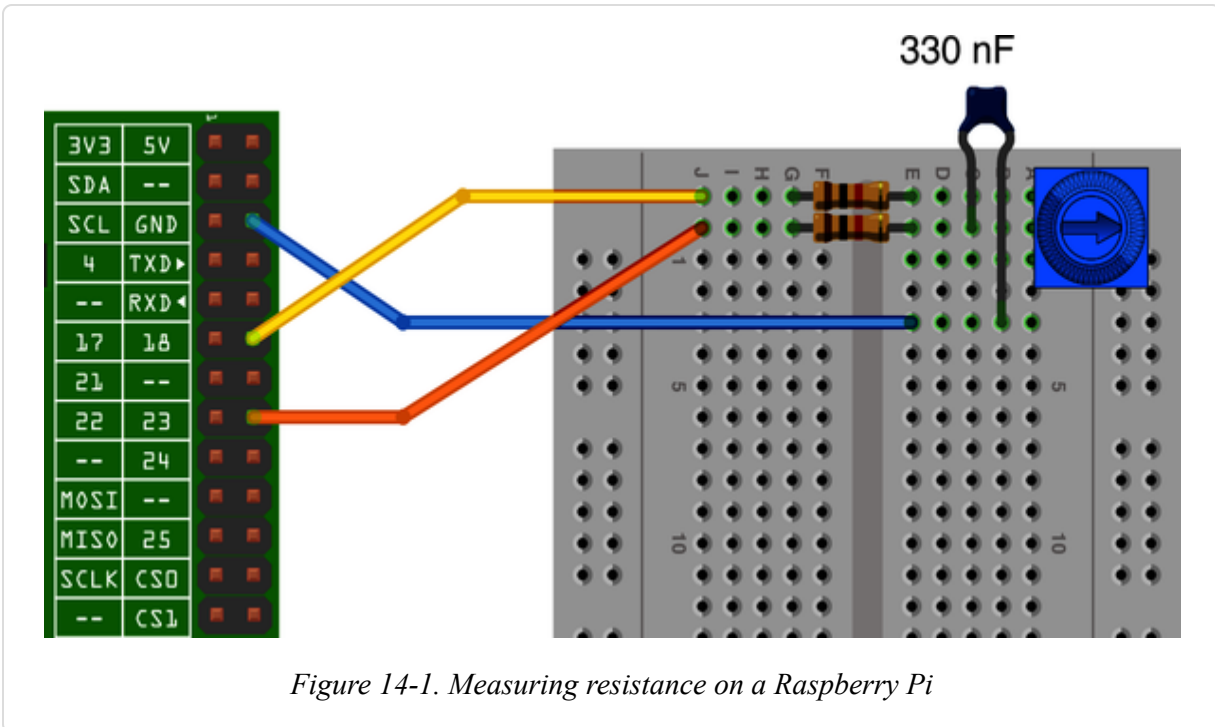 330 nF
3V3 5V
SDA --
SCL GND
4 TXD▸
-- RXD◂
17 18
21 --
22 23
-- 24
MOSI --
MISO 25
SCLK CS0
-- CS1
J I H G F E D C B A
1
5 5
10 10
Figure 14-1. Measuring resistance on a Raspberry Pi